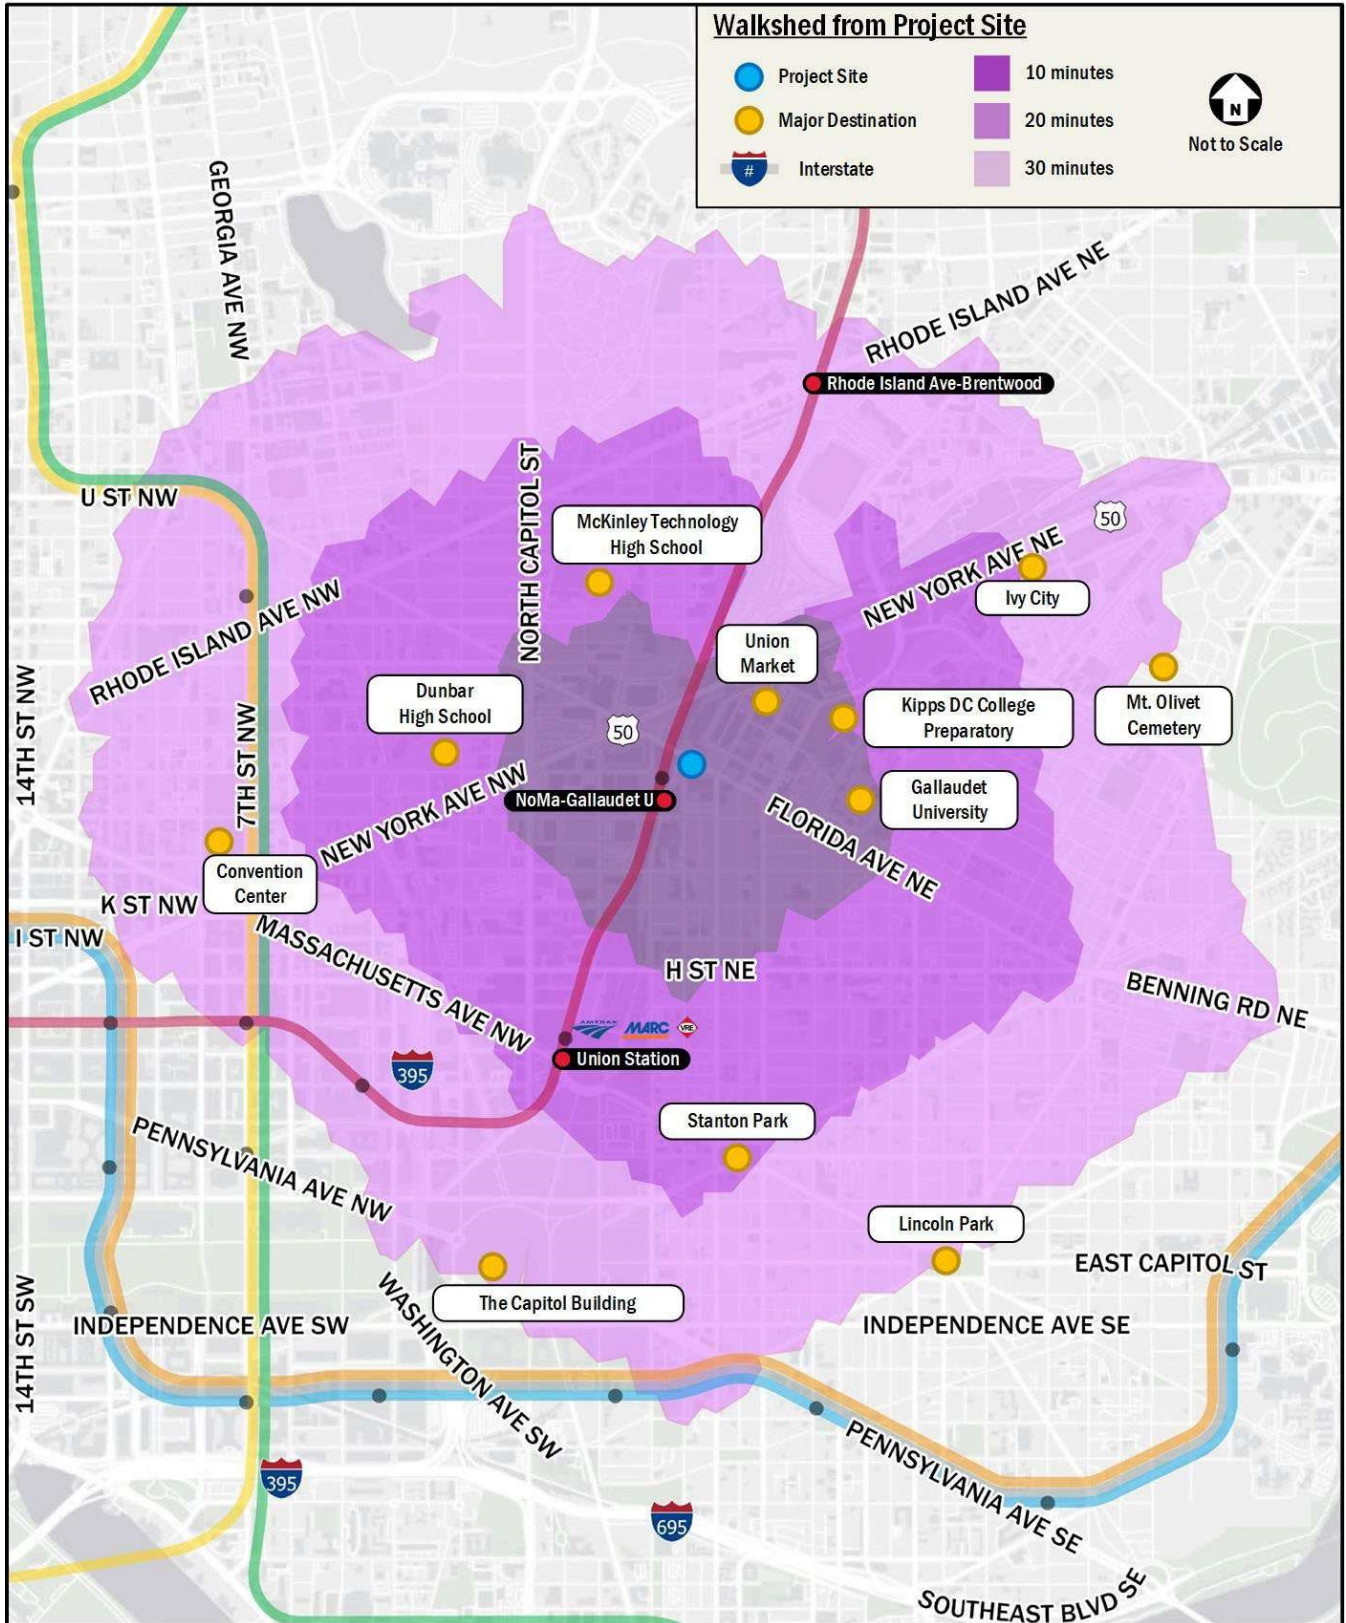 Walkshed from Project Site
Project Site
10 minutes
Major Destination
20 minutes
#
Interstate
30 minutes
N
Not to Scale
GEORGIA AVE NW
RHODE ISLAND AVE NE
Rhode Island Ave-Brentwood
U ST NW
NORTH CAPITOL ST
50
McKinley Technology
High School
NEW YORK AVE NE
Ivy City
RHODE ISLAND AVE NW
Union
Market
Mt. Olivet
Cemetery
Dunbar
High School
Kipps DC College
Preparatory
14TH ST NW
7TH ST NW
50
NEW YORK AVE NW
NoMa-Gallaudet U
Gallaudet
University
FLORIDA AVE NE
Convention
Center
K ST NW
I ST NW
MASSACHUSETTS AVE NW
H ST NE
BENNING RD NE
AMTRAK
MARC
VRE
Union Station
395
Stanton Park
PENNSYLVANIA AVE NW
Lincoln Park
The Capitol Building
EAST CAPITOL ST
WASHINGTON AVE SW
INDEPENDENCE AVE SW
INDEPENDENCE AVE SE
14TH ST SW
PENNSYLVANIA AVE SE
395
695
SOUTHEAST BLVD SE